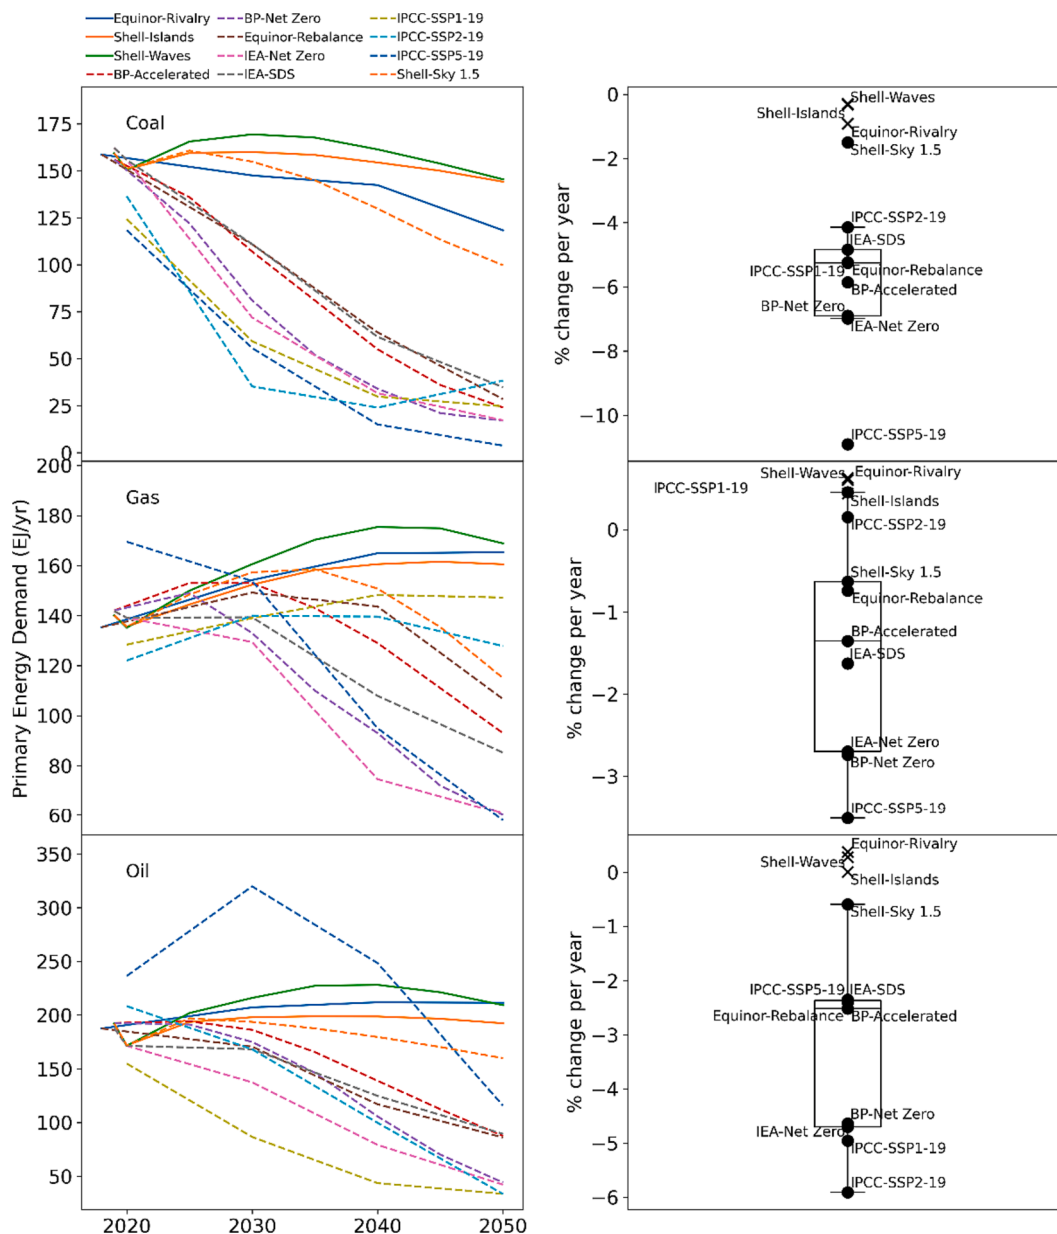 Equinor-Rivalry
Shell-Islands
Shell-Waves
BP-Accelerated
BP-Net Zero
Equinor-Rebalance
IEA-Net Zero
IEA-SDS
IPCC-SSP1-19
IPCC-SSP2-19
IPCC-SSP5-19
Shell-Sky 1.5
Primary Energy Demand (EJ/yr)
Coal
175
150
125
100
75
50
25
0
Gas
200
180
160
140
120
100
80
60
Oil
350
300
250
200
150
100
50
2020 2030 2040 2050
% change per year
0
−2
−4
−6
−8
−10
Shell-Waves
Shell-Islands
Equinor-Rivalry
Shell-Sky 1.5
IPCC-SSP2-19
IEA-SDS
IPCC-SSP1-19
Equinor-Rebalance
BP-Accelerated
BP-Net Zero
IEA-Net Zero
IPCC-SSP5-19
% change per year
0
−1
−2
−3
Shell-Waves
Equinor-Rivalry
IPCC-SSP1-19
Shell-Islands
IPCC-SSP2-19
Shell-Sky 1.5
Equinor-Rebalance
BP-Accelerated
IEA-SDS
IEA-Net Zero
BP-Net Zero
IPCC-SSP5-19
% change per year
0
−1
−2
−3
−4
−5
−6
Equinor-Rivalry
Shell-Waves
Shell-Islands
Shell-Sky 1.5
IPCC-SSP5-19
IEA-SDS
Equinor-Rebalance
BP-Accelerated
BP-Net Zero
IEA-Net Zero
IPCC-SSP1-19
IPCC-SSP2-19